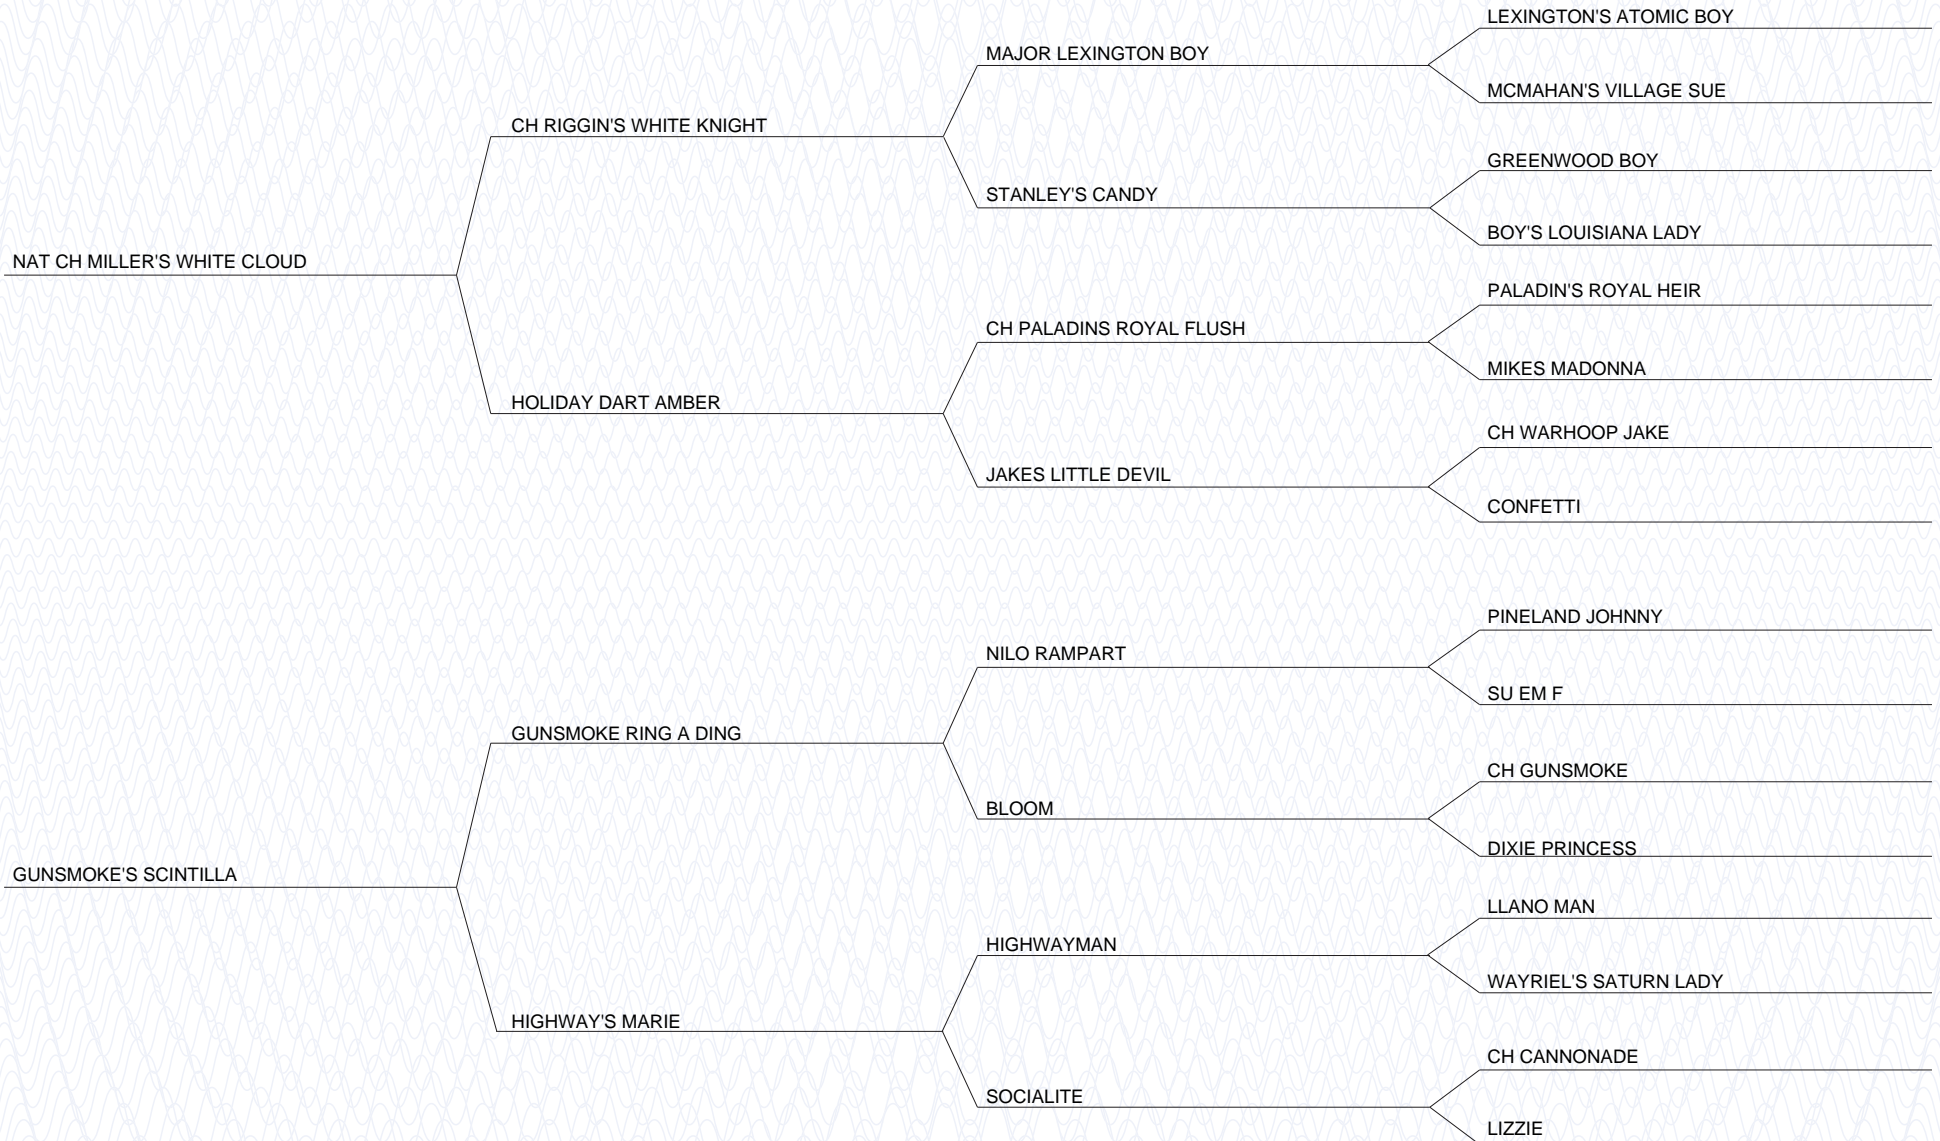 LEXINGTON'S ATOMIC BOY
MAJOR LEXINGTON BOY
MCMAHAN'S VILLAGE SUE
CH RIGGIN'S WHITE KNIGHT
GREENWOOD BOY
STANLEY'S CANDY
BOY'S LOUISIANA LADY
NAT CH MILLER'S WHITE CLOUD
PALADIN'S ROYAL HEIR
CH PALADINS ROYAL FLUSH
MIKES MADONNA
HOLIDAY DART AMBER
CH WARHOOP JAKE
JAKES LITTLE DEVIL
CONFETTI
PINELAND JOHNNY
NILO RAMPART
SU EM F
GUNSMOKE RING A DING
CH GUNSMOKE
BLOOM
DIXIE PRINCESS
GUNSMOKE'S SCINTILLA
LLANO MAN
HIGHWAYMAN
WAYRIEL'S SATURN LADY
HIGHWAY'S MARIE
CH CANNONADE
SOCIALITE
LIZZIE